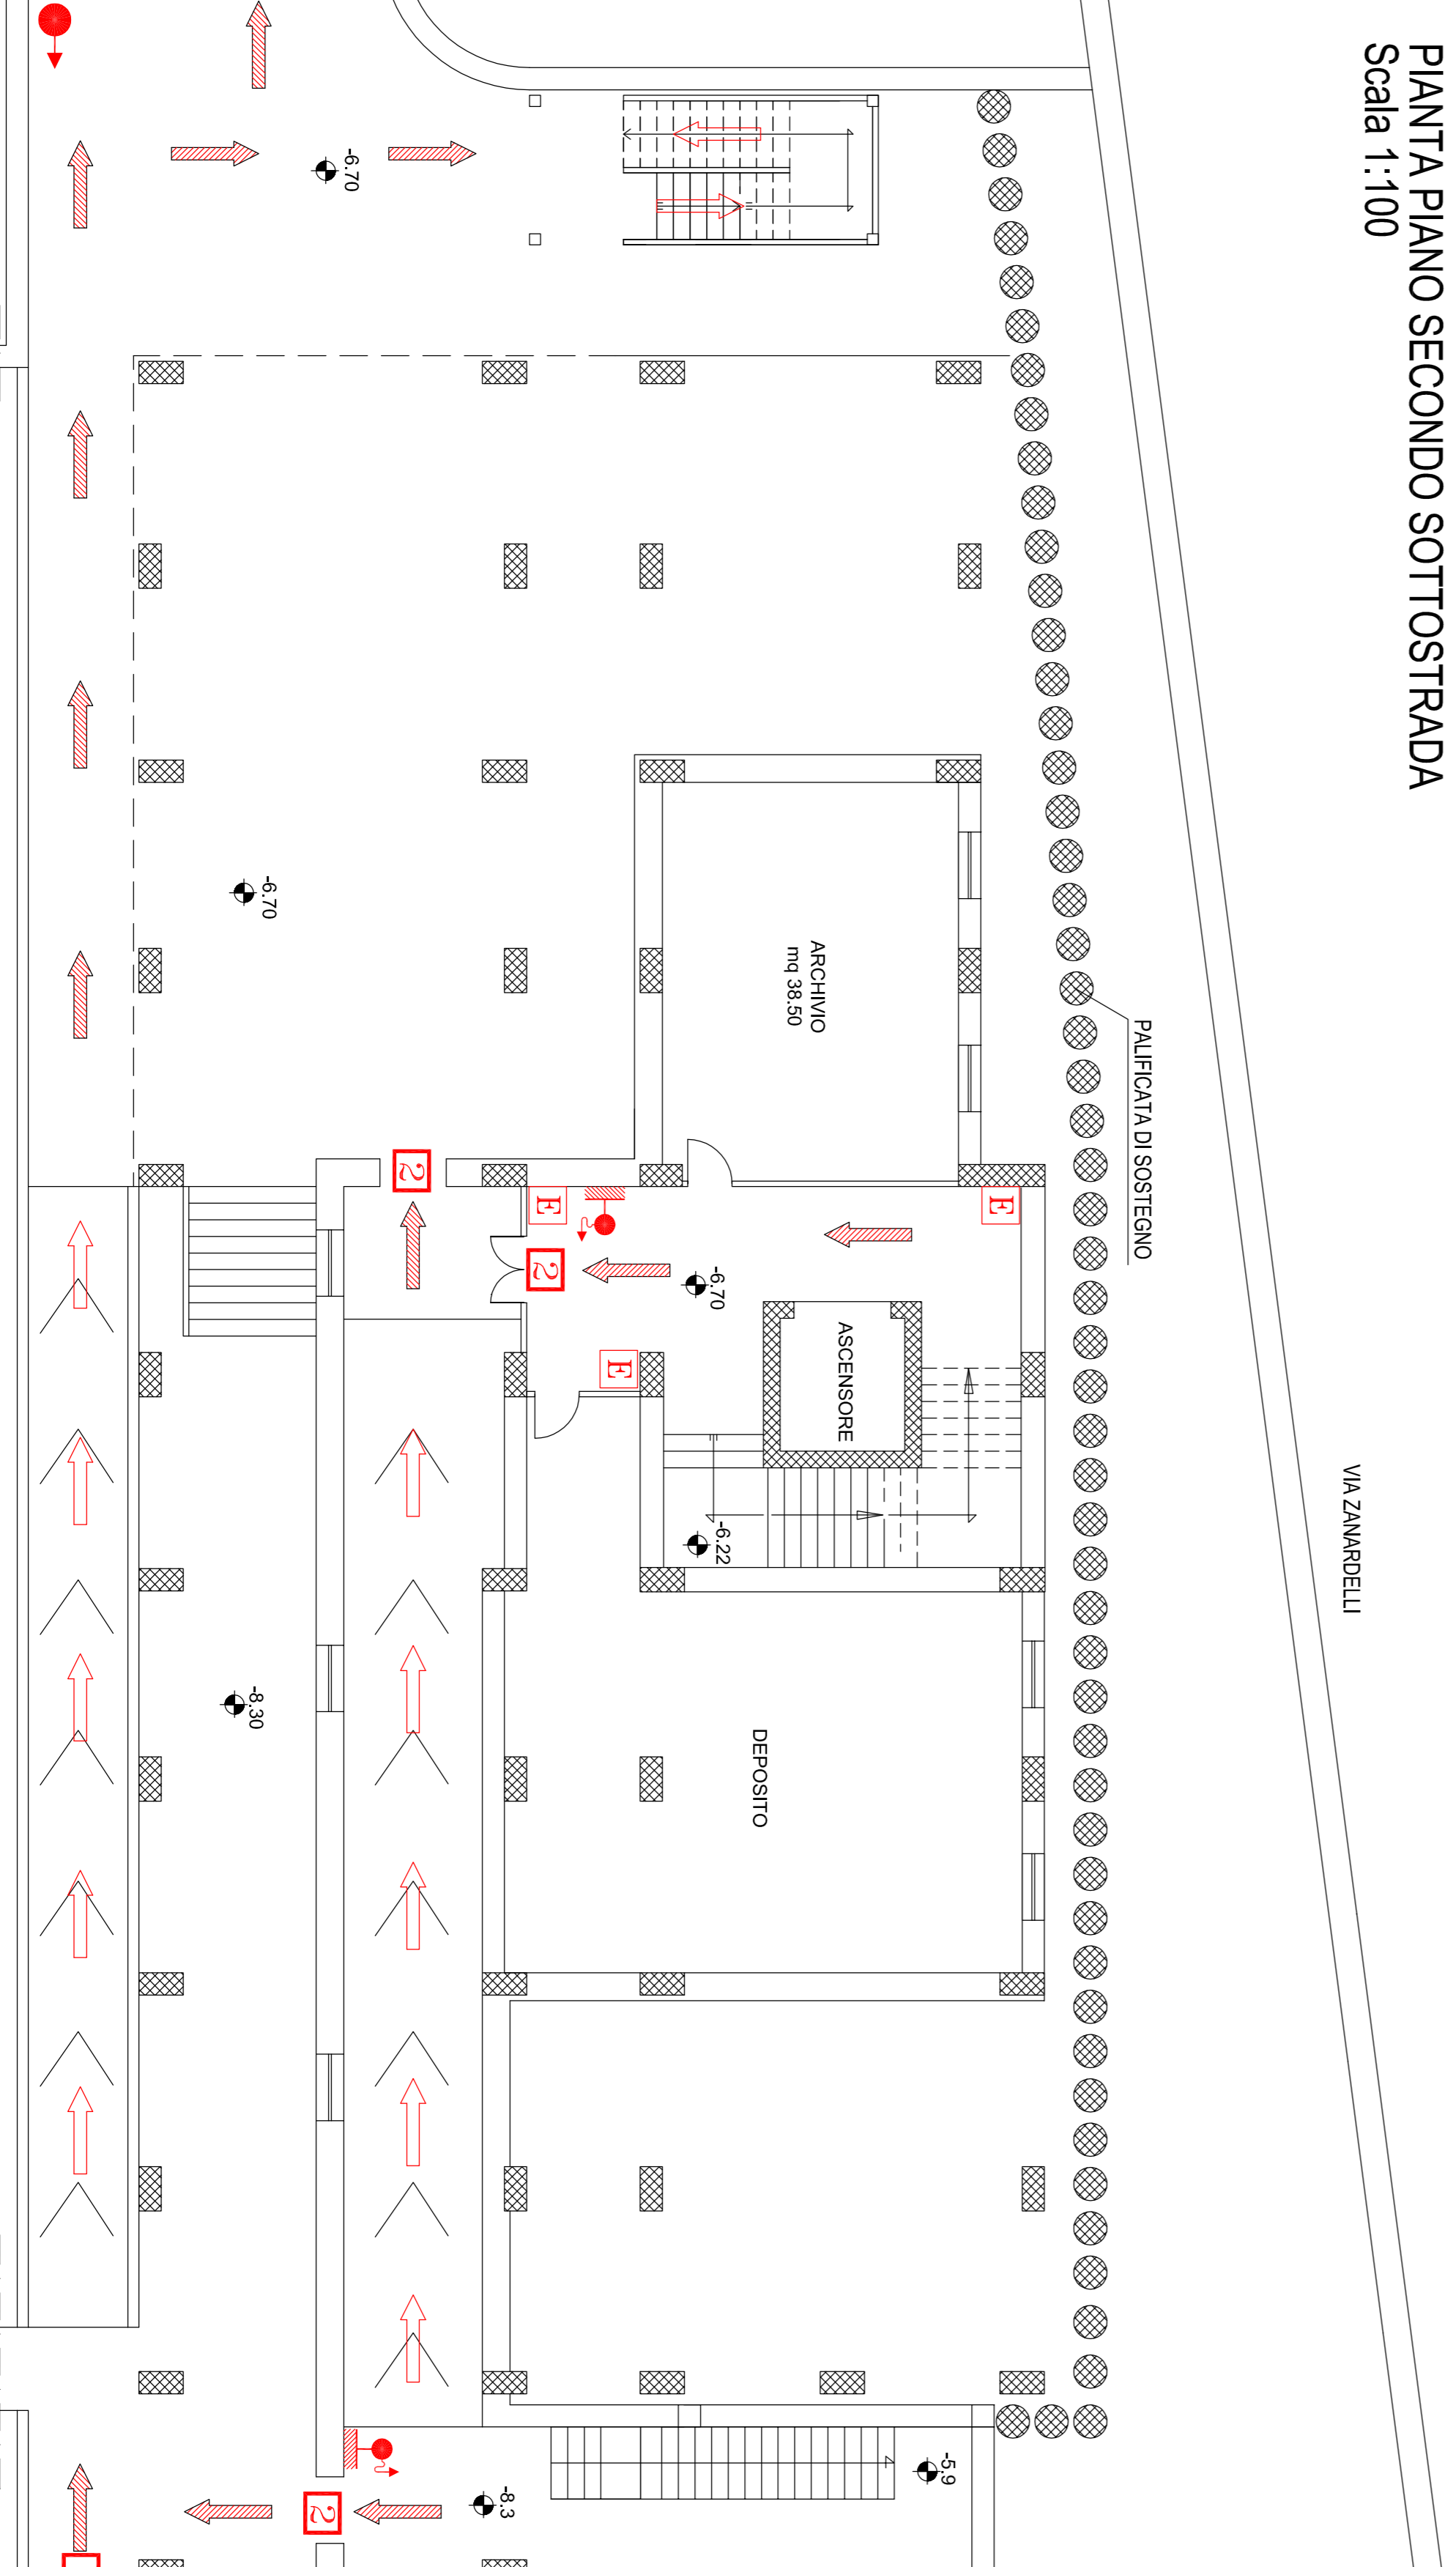 PIANTA PIANO SECONDO SOTTOSTRADA
Scala 1:100
VIA ZANARDELLI
PALIFICATA DI SOSTEGNO
-6.70
-6.70
ARCHIVIO
mq 38.50
E
E
E
2
2
-6.70
ASCENSORE
-6.22
DEPOSITO
-8.30
-5.9
-8.3
2